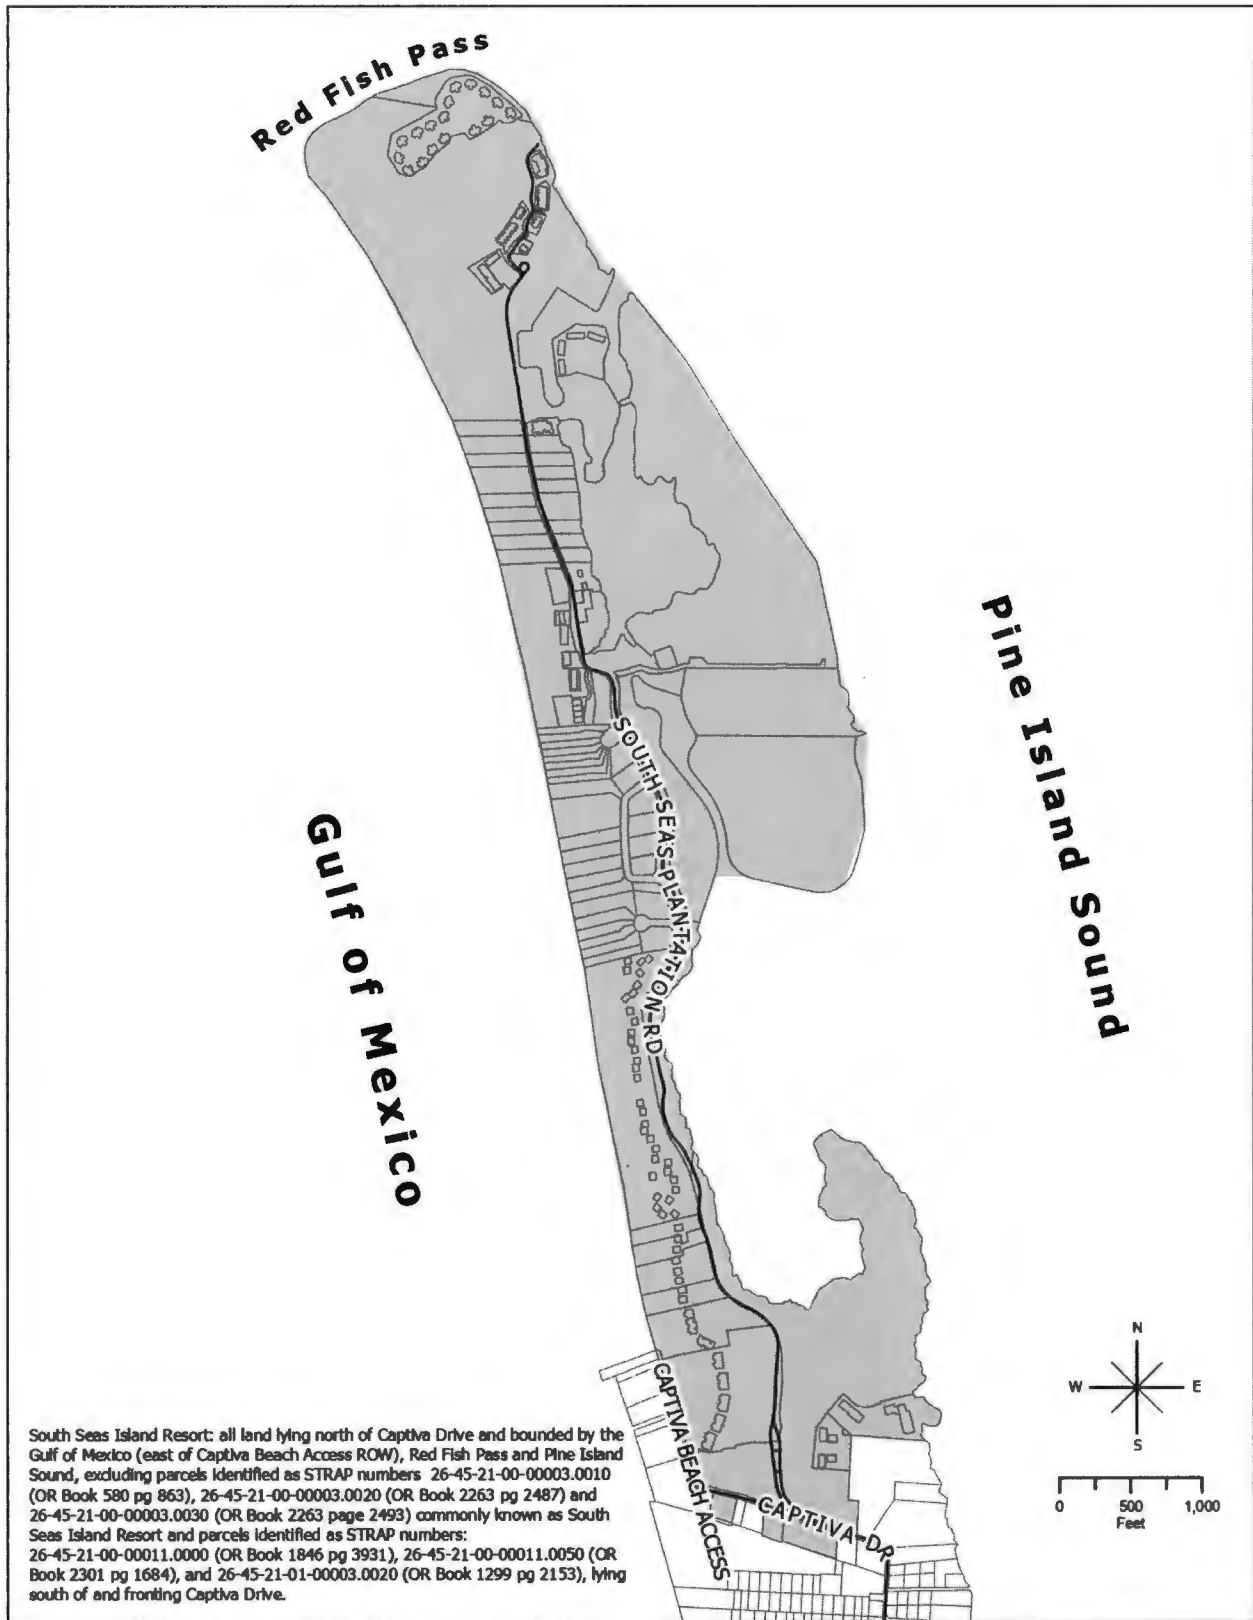 Red Fish Pass
Pine Island Sound
SOUTH-SEAS-PLANTATION-RD
Gulf of Mexico
CAPTIVA BEACH ACCESS
CAPTIVA-DR
N
W E
S
0 500 1,000
Feet
South Seas Island Resort: all land lying north of Captiva Drive and bounded by the
Gulf of Mexico (east of Captiva Beach Access ROW), Red Fish Pass and Pine Island
Sound, excluding parcels identified as STRAP numbers 26-45-21-00-00003.0010
(OR Book 580 pg 863), 26-45-21-00-00003.0020 (OR Book 2263 pg 2487) and
26-45-21-00-00003.0030 (OR Book 2263 page 2493) commonly known as South
Seas Island Resort and parcels identified as STRAP numbers:
26-45-21-00-00011.0000 (OR Book 1846 pg 3931), 26-45-21-00-00011.0050 (OR
Book 2301 pg 1684), and 26-45-21-01-00003.0020 (OR Book 1299 pg 2153), lying
south of and fronting Captiva Drive.